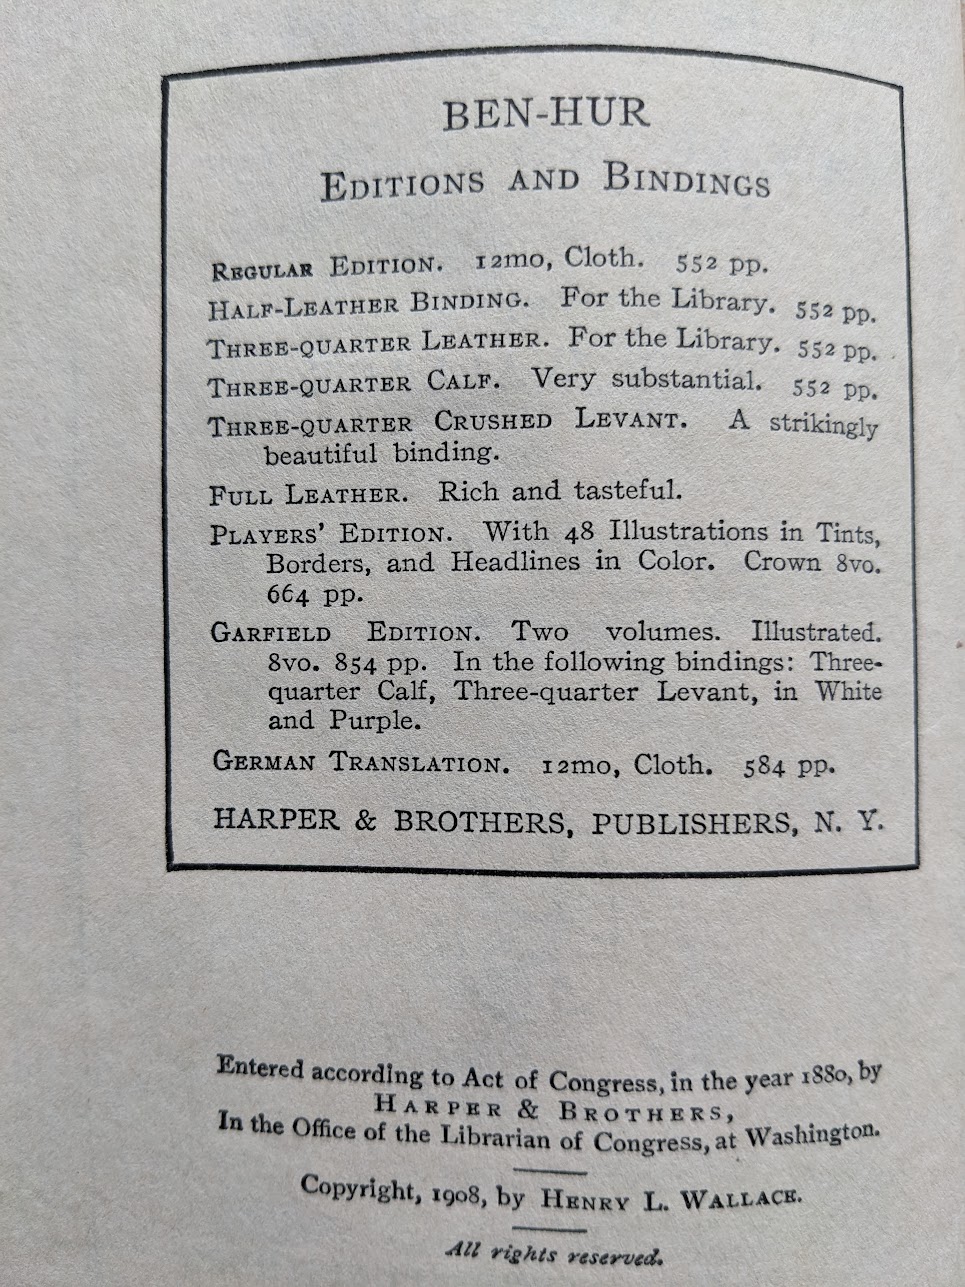 BEN-HUR
EDITIONS AND BINDINGS
REGULAR EDITION. 12mo, Cloth. 552 pp.
HALF-LEATHER BINDING. For the Library. 552 pp.
THREE-QUARTER LEATHER. For the Library. 552 pp.
THREE-QUARTER CALF. Very substantial. 552 pp.
THREE-QUARTER CRUSHED LEVANT. A strikingly
beautiful binding.
FULL LEATHER. Rich and tasteful.
PLAYERS' EDITION. With 48 Illustrations in Tints,
Borders, and Headlines in Color. Crown 8vo.
664 pp.
GARFIELD EDITION. Two volumes. Illustrated.
8vo. 854 pp. In the following bindings: Three-
quarter Calf, Three-quarter Levant, in White
and Purple.
GERMAN TRANSLATION. 12mo, Cloth. 584 pp.
HARPER & BROTHERS, PUBLISHERS, N. Y.
Entered according to Act of Congress, in the year 1880, by
HARPER & BROTHERS,
In the Office of the Librarian of Congress, at Washington.
Copyright, 1908, by HENRY L. WALLACE.
All rights reserved.